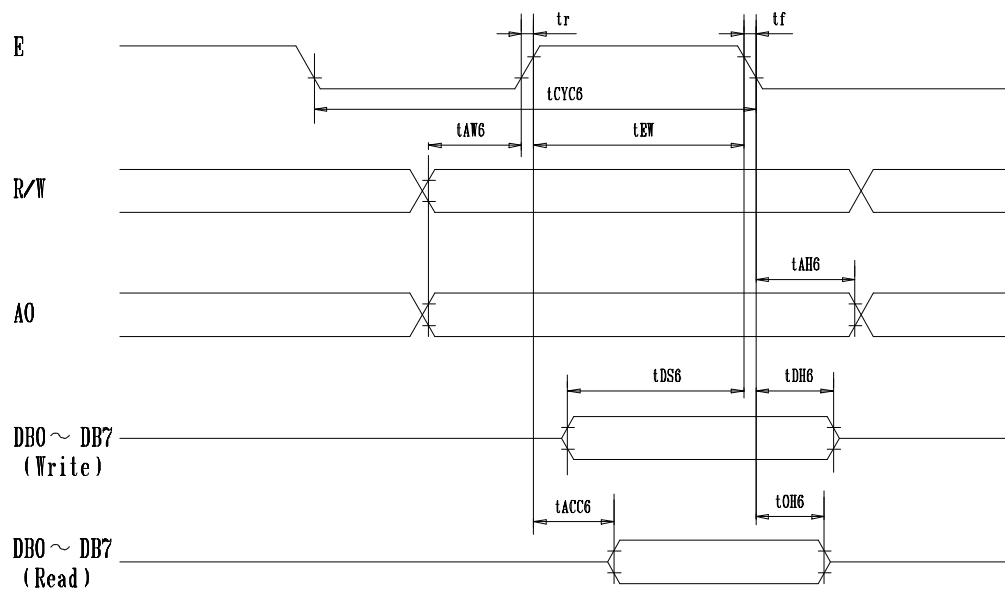 tr
tf
E
tCYC6
tAW6
tEW
R/W
tAH6
A0
tDS6
tDH6
DB0～ DB7
(Write)
tACC6
tOH6
DB0～ DB7
(Read)